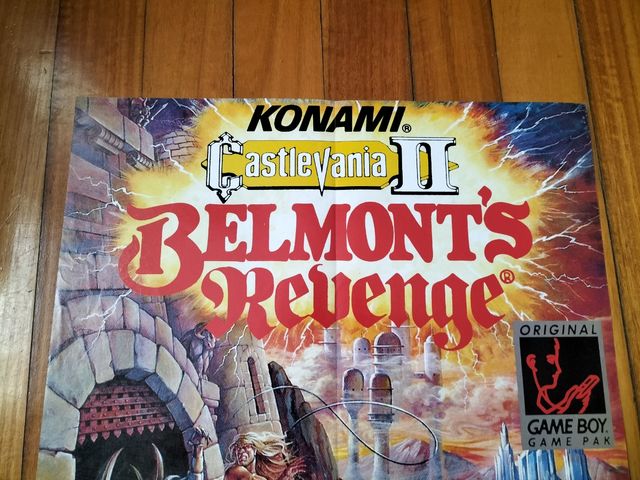 KONAMI®
Castlevania II
BELMONT'S
Revenge®
ORIGINAL
GAME BOY
GAME PAK